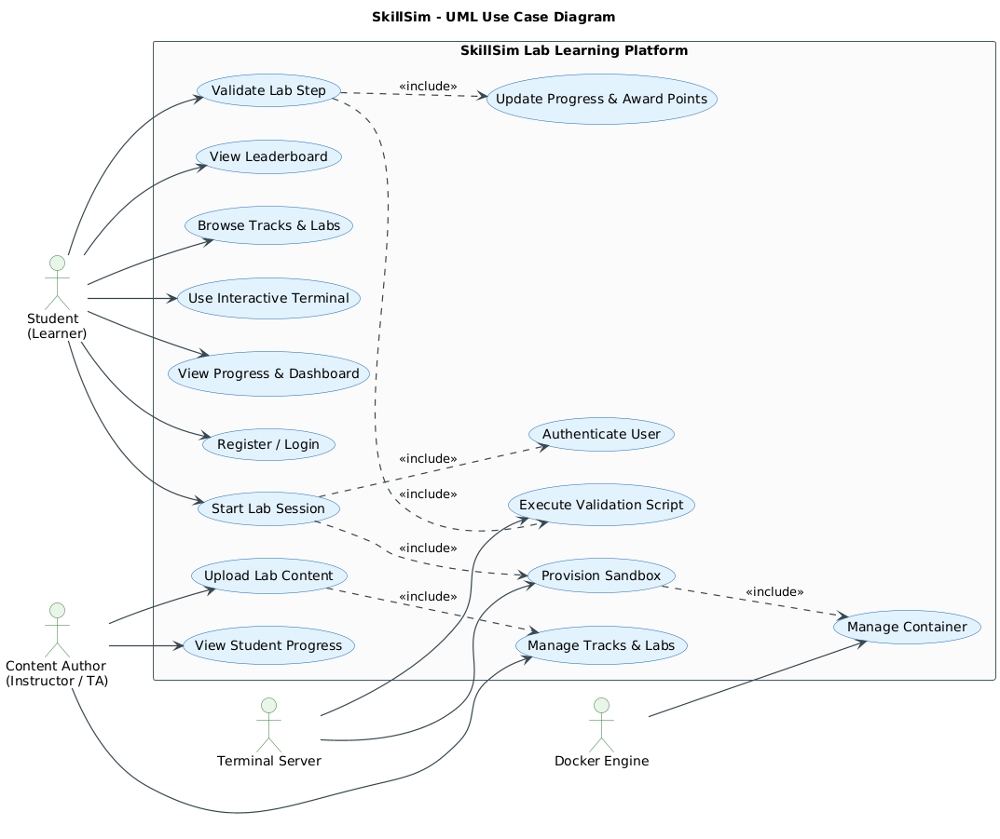 SkillSim - UML Use Case Diagram
SkillSim Lab Learning Platform
Validate Lab Step
«include»
Update Progress & Award Points
View Leaderboard
Browse Tracks & Labs
Use Interactive Terminal
Student
(Learner)
View Progress & Dashboard
Register / Login
Authenticate User
«include»
Start Lab Session
«include»
Execute Validation Script
«include»
Upload Lab Content
Provision Sandbox
«include»
«include»
Manage Container
View Student Progress
Manage Tracks & Labs
Content Author
(Instructor / TA)
Terminal Server
Docker Engine